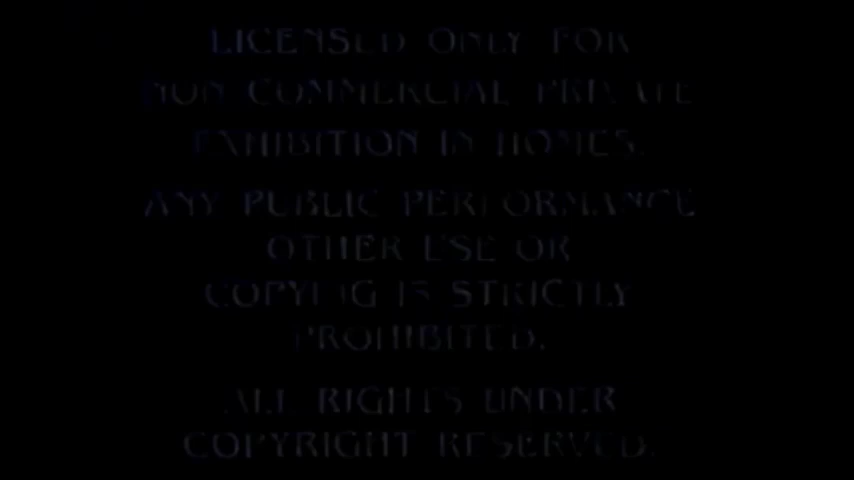 LICENSED ONLY FOR
NON COMMERCIAL PRIVATE
EXHIBITION IN HOMES.
ANY PUBLIC PERFORMANCE
OTHER USE OR
COPYING IS STRICTLY
PROHIBITED.
ALL RIGHTS UNDER
COPYRIGHT RESERVED.